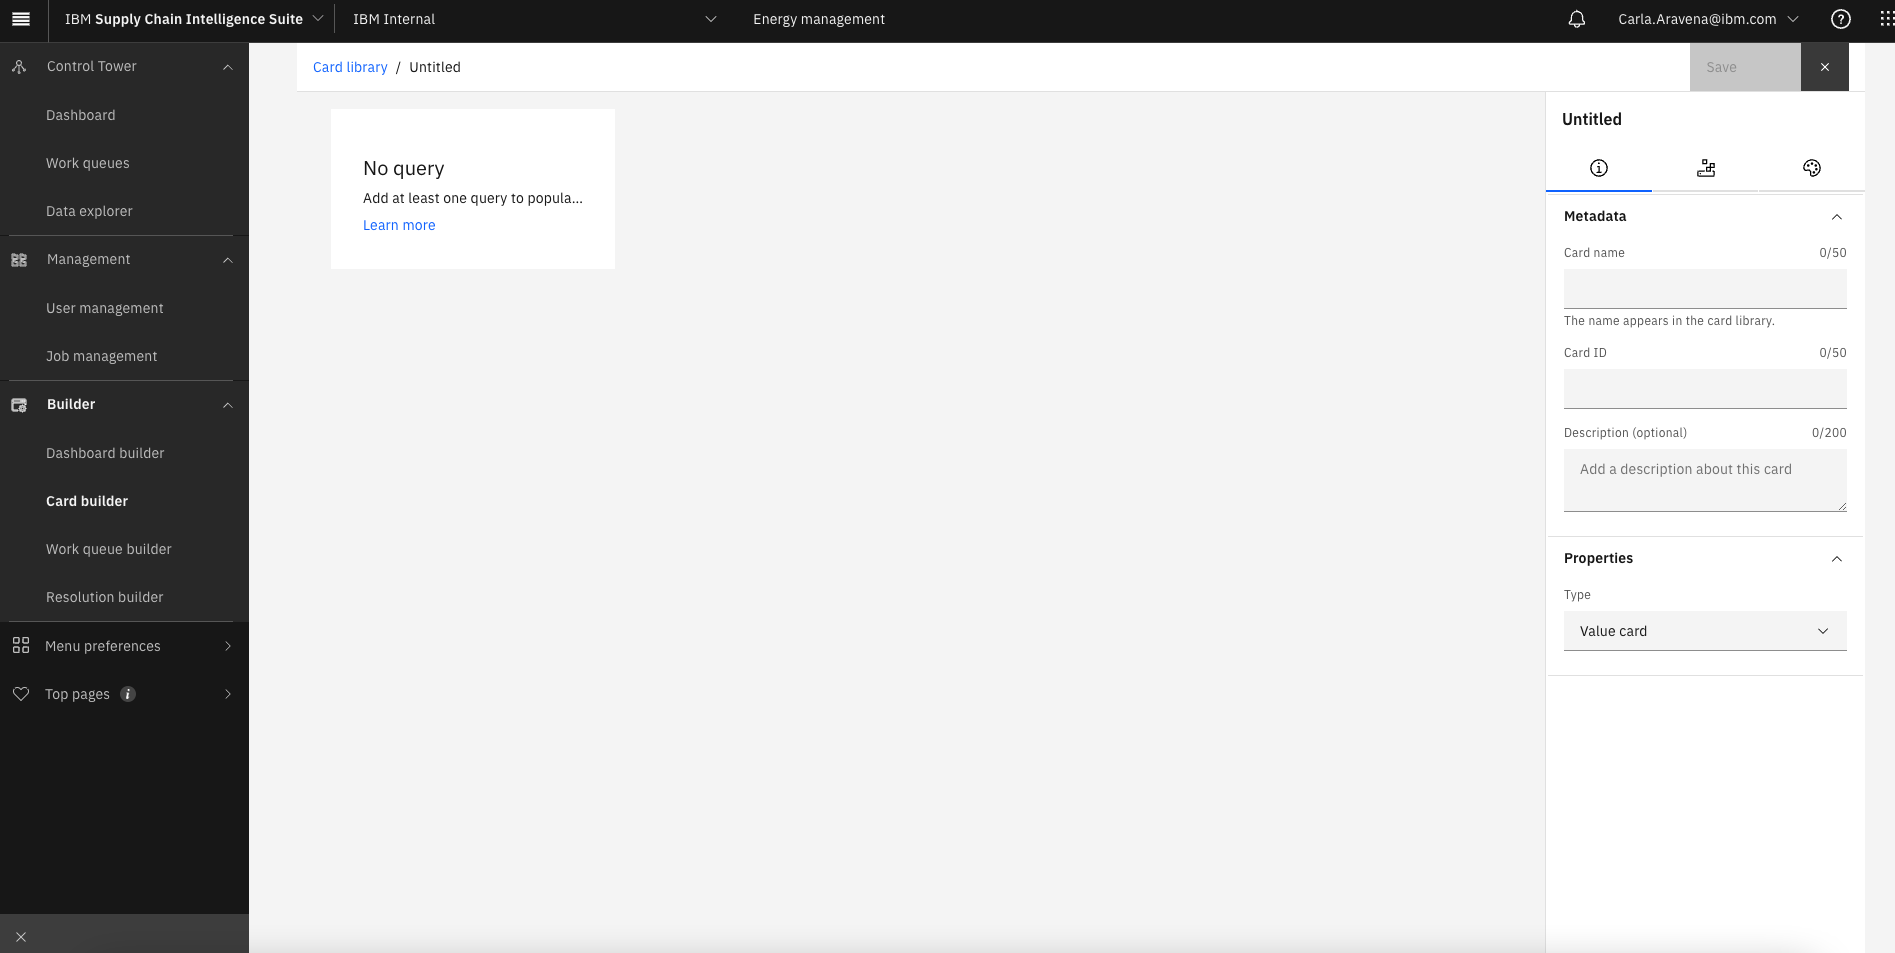 IBM Supply Chain Intelligence Suite
IBM Internal
Energy management
Carla.Aravena@ibm.com
Control Tower
Dashboard
Work queues
Data explorer
Management
User management
Job management
Builder
Dashboard builder
Card builder
Work queue builder
Resolution builder
Menu preferences
Top pages
Card library / Untitled
Save
No query
Add at least one query to popula...
Learn more
Untitled
Metadata
Card name 0/50
The name appears in the card library.
Card ID 0/50
Description (optional) 0/200
Add a description about this card
Properties
Type
Value card